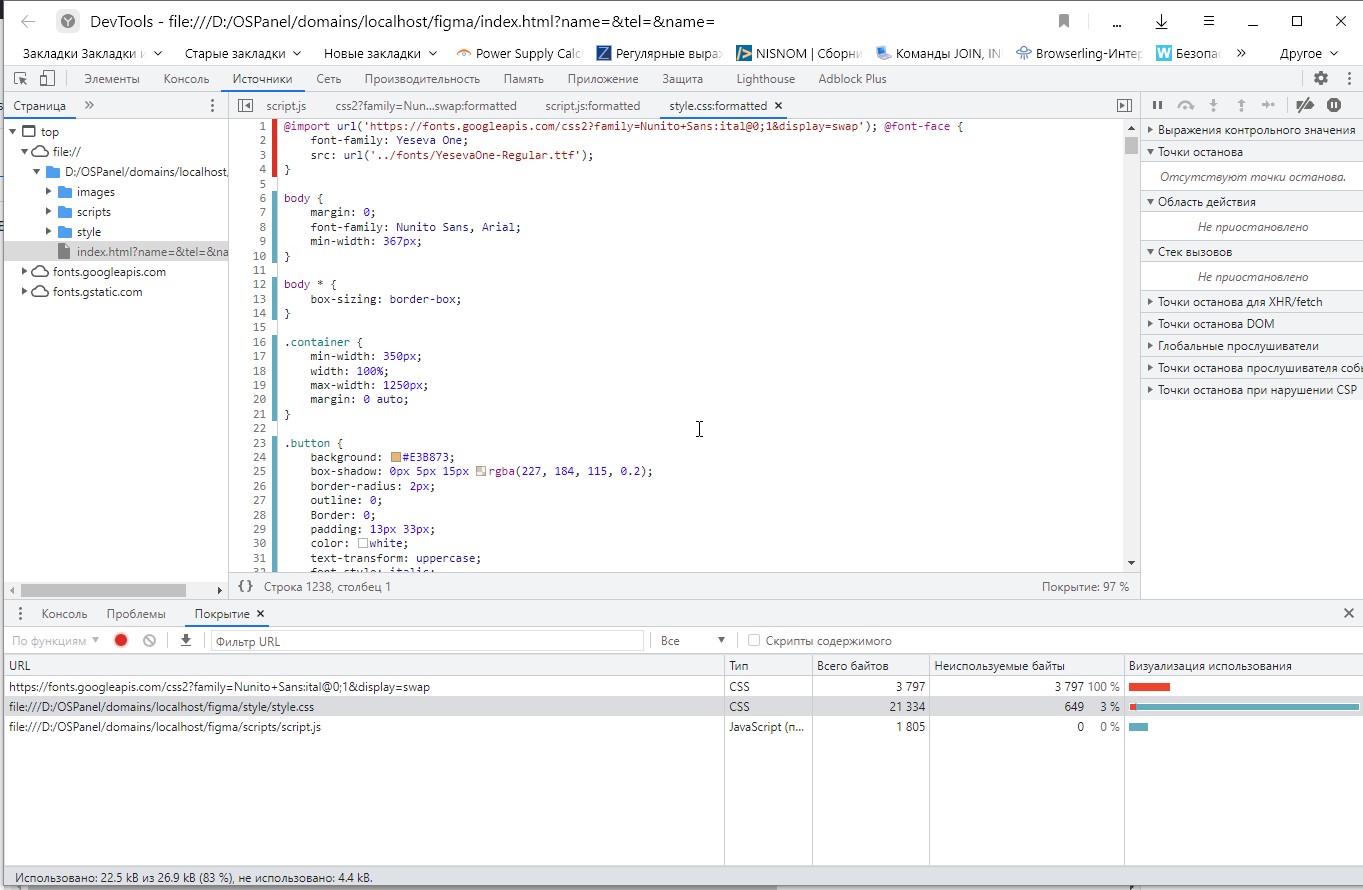 DevTools - file:///D:/OSPanel/domains/localhost/figma/index.html?name=&tel=&name=
Закладки Закладки и Старые закладки Новые закладки Power Supply Calc Регулярные выраж NISNOM | Сборни Команды JOIN, IN Browserling-Интер Безопас » Другое
Элементы Консоль Источники Сеть Производительность Память Приложение Защита Lighthouse Adblock Plus
Страница » script.js css2?family=Nun...swap:formatted script.js:formatted style.css:formatted ×
top
file://
D:/OSPanel/domains/localhost,
images
scripts
style
index.html?name=&tel=&na
fonts.googleapis.com
fonts.gstatic.com
1 @import url('https://fonts.googleapis.com/css2?family=Nunito+Sans:ital@0;1&display=swap'); @font-face {
2 font-family: Yeseva One;
3 src: url('../fonts/YesevaOne-Regular.ttf');
4 }
5
6 body {
7 margin: 0;
8 font-family: Nunito Sans, Arial;
9 min-width: 367px;
10 }
11
12 body * {
13 box-sizing: border-box;
14 }
15
16 .container {
17 min-width: 350px;
18 width: 100%;
19 max-width: 1250px;
20 margin: 0 auto;
21 }
22
23 .button {
24 background: #E3B873;
25 box-shadow: 0px 5px 15px rgba(227, 184, 115, 0.2);
26 border-radius: 2px;
27 outline: 0;
28 Border: 0;
29 padding: 13px 33px;
30 color: white;
31 text-transform: uppercase;
32 font-style: italic;
{} Строка 1238, столбец 1 Покрытие: 97 %
Выражения контрольного значения
Точки останова
Отсутствуют точки останова.
Область действия
Не приостановлено
Стек вызовов
Не приостановлено
Точки останова для XHR/fetch
Точки останова DOM
Глобальные прослушиватели
Точки останова прослушивателя собы
Точки останова при нарушении CSP
Консоль Проблемы Покрытие ×
По функциям Фильтр URL Все Скрипты содержимого
URL Тип Всего байтов Неиспользуемые байты Визуализация использования
https://fonts.googleapis.com/css2?family=Nunito+Sans:ital@0;1&display=swap CSS 3 797 3 797 100 %
file:///D:/OSPanel/domains/localhost/figma/style/style.css CSS 21 334 649 3 %
file:///D:/OSPanel/domains/localhost/figma/scripts/script.js JavaScript (п... 1 805 0 0 %
Использовано: 22.5 kB из 26.9 kB (83 %), не использовано: 4.4 kB.